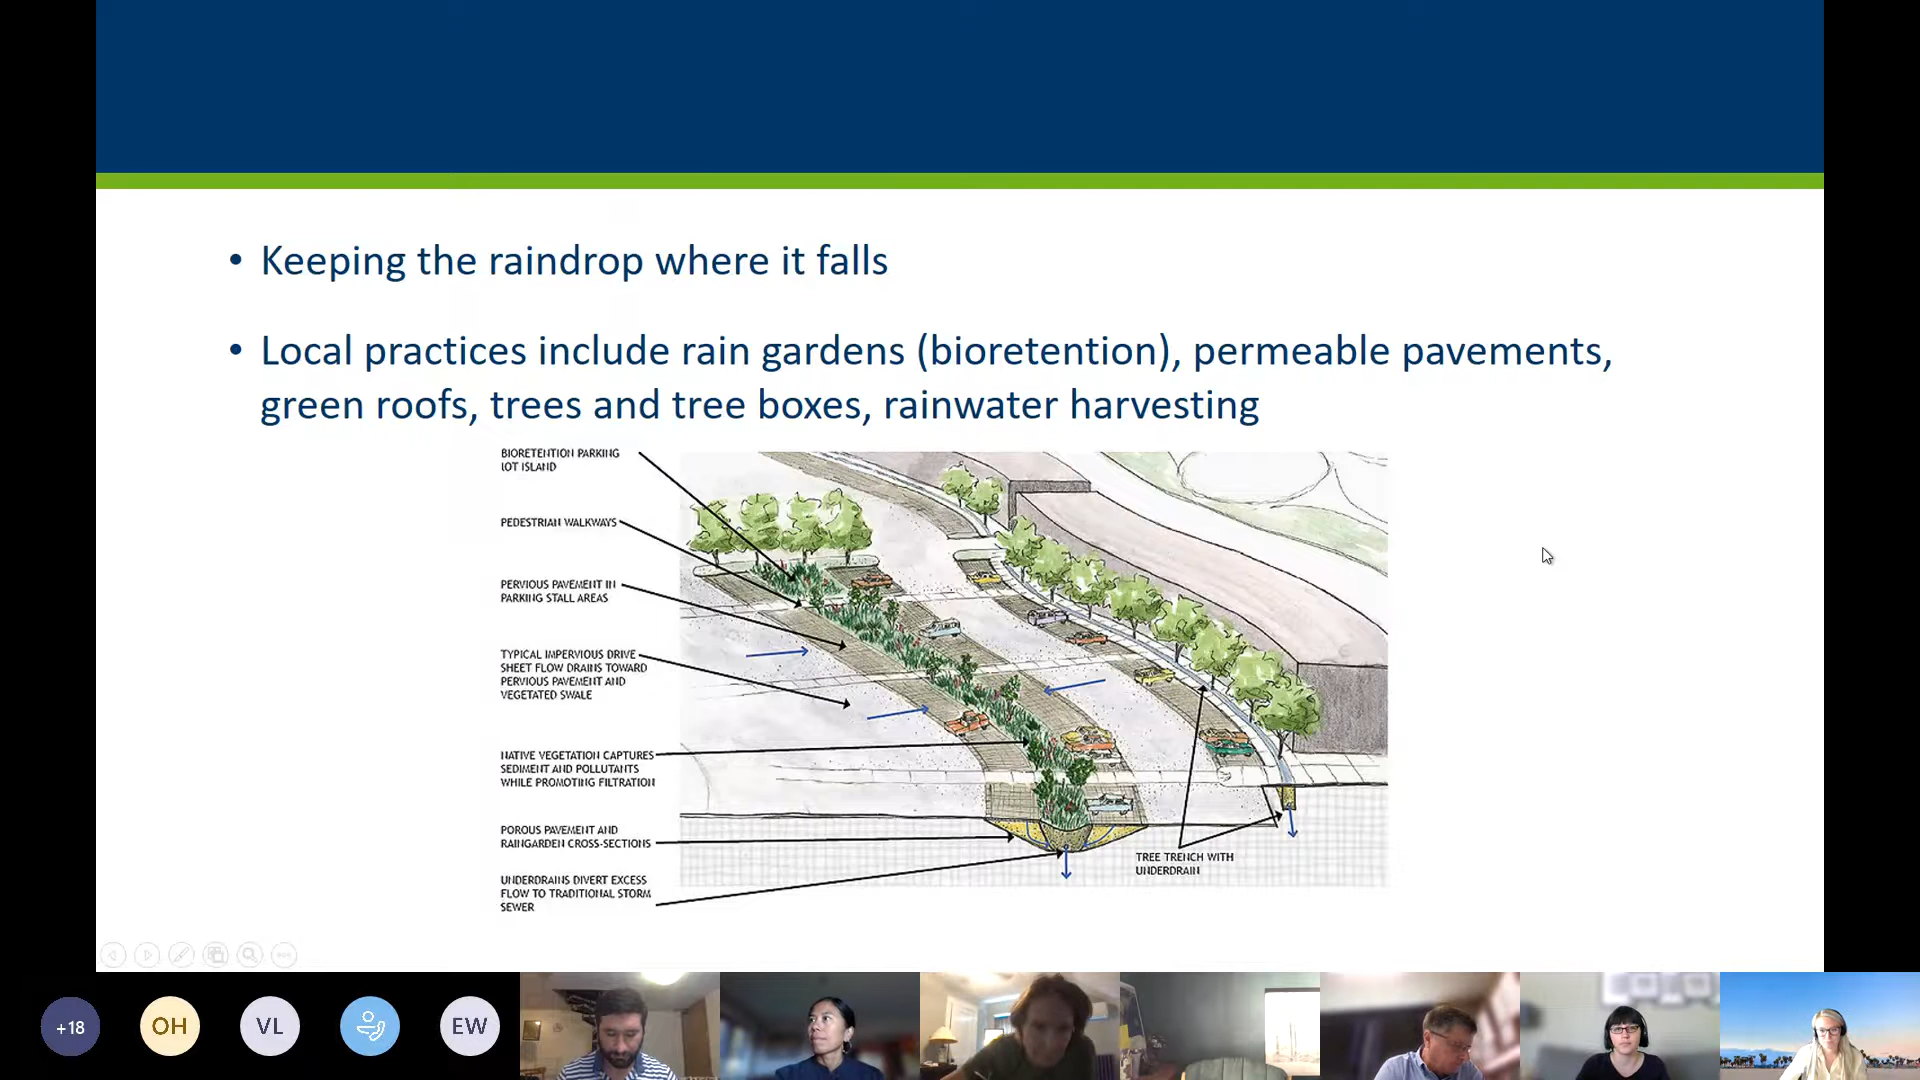 • Keeping the raindrop where it falls
• Local practices include rain gardens (bioretention), permeable pavements,
green roofs, trees and tree boxes, rainwater harvesting
BIORETENTION PARKING
LOT ISLAND
PEDESTRIAN WALKWAYS
PERVIOUS PAVEMENT IN
PARKING STALL AREAS
TYPICAL IMPERVIOUS DRIVE
SHEET FLOW DRAINS TOWARD
PERVIOUS PAVEMENT AND
VEGETATED SWALE
NATIVE VEGETATION CAPTURES
SEDIMENT AND POLLUTANTS
WHILE PROMOTING FILTRATION
POROUS PAVEMENT AND
RAINGARDEN CROSS-SECTIONS
UNDERDRAINS DIVERT EXCESS
FLOW TO TRADITIONAL STORM
SEWER
TREE TRENCH WITH
UNDERDRAIN
+18
OH
VL
EW